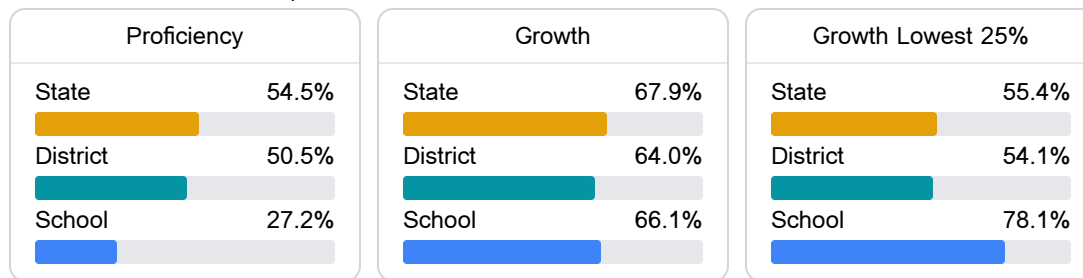 Proficiency
State 54.5%
District 50.5%
School 27.2%
Growth
State 67.9%
District 64.0%
School 66.1%
Growth Lowest 25%
State 55.4%
District 54.1%
School 78.1%